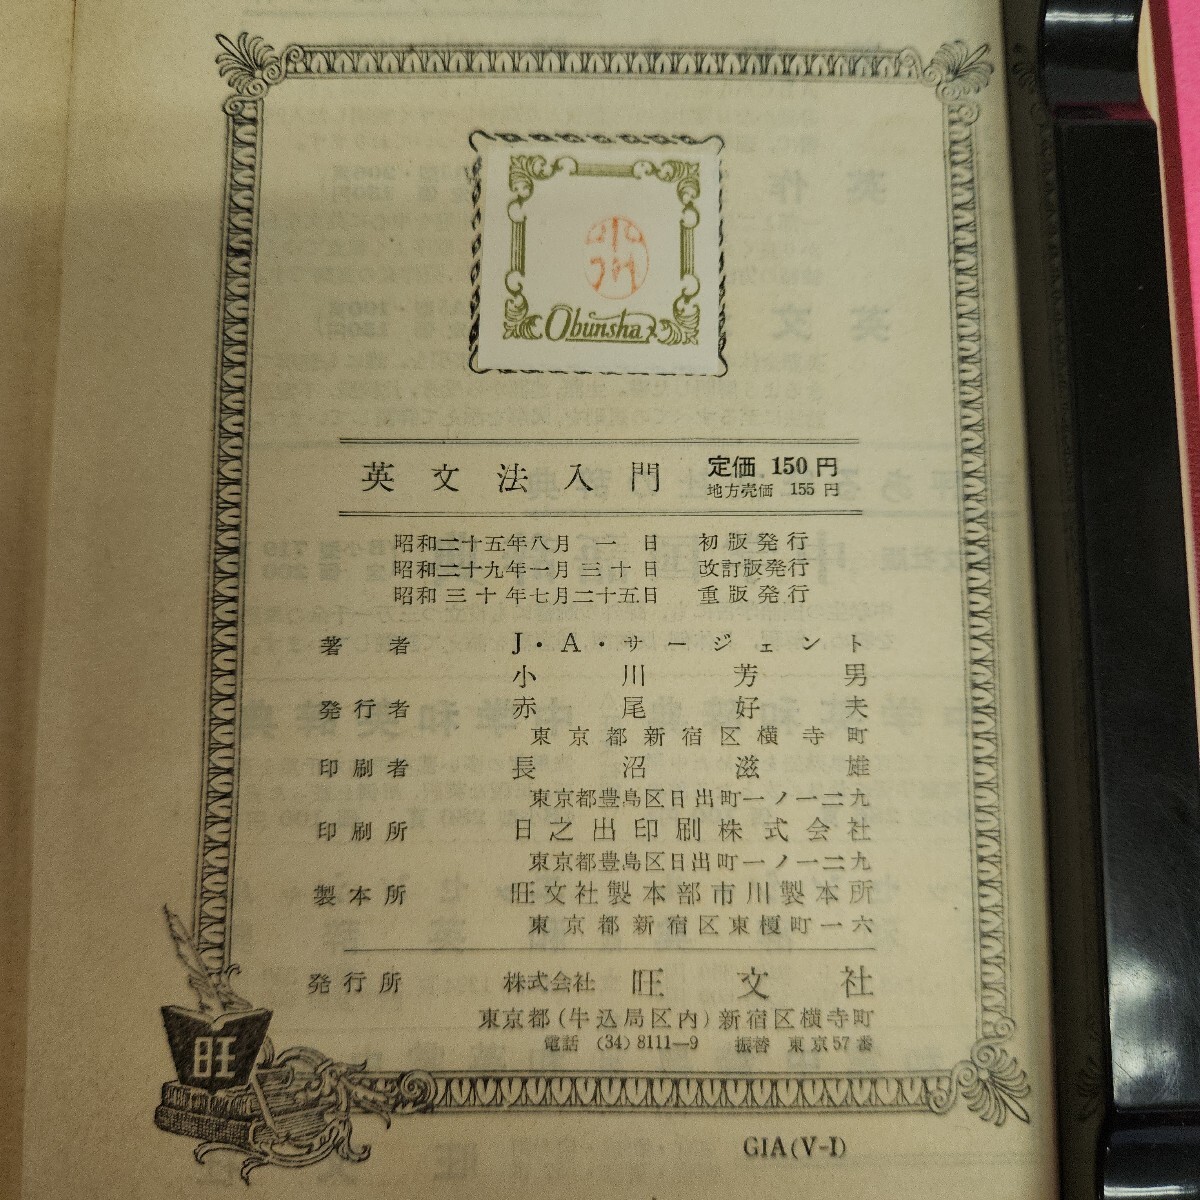 Obunsha
英文法入門 定価 150 円
地方売価 155 円
昭和二十五年八月 一 日 初版発行
昭和二十九年一月三十日 改訂版発行
昭和三十年七月二十五日 重版発行
著者 J・A・サージェント
小川芳男
発行者 赤尾好夫
東京都新宿区横寺町
印刷者 長沼滋雄
東京都豊島区日出町一ノ一二九
印刷所 日之出印刷株式会社
東京都豊島区日出町一ノ一二九
製本所 旺文社製本部市川製本所
東京都新宿区東榎町一六
発行所 株式会社 旺文社
東京都(牛込局区内)新宿区横寺町
電話 (34)8111—9 振替 東京57番
旺
GIA(V-I)